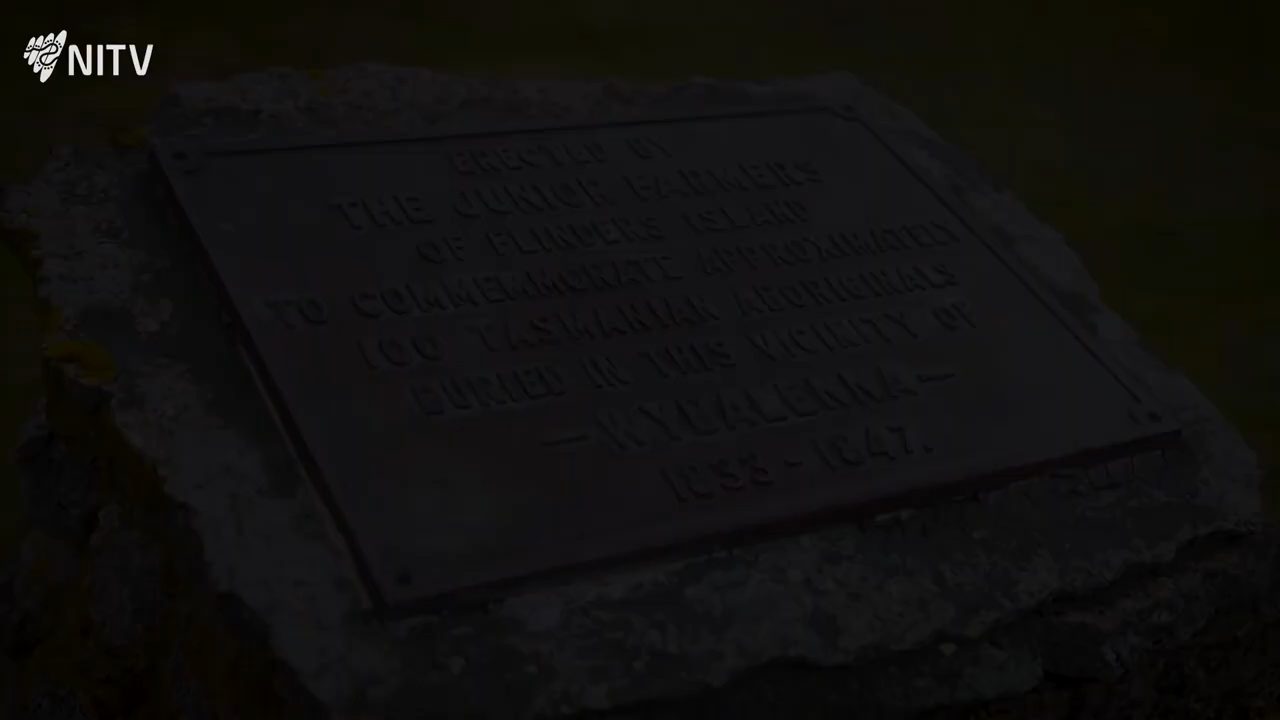 NITV
ERECTED BY
THE JUNIOR FARMERS
OF FLINDERS ISLAND
TO COMMEMMORATE APPROXIMATELY
100 TASMANIAN ABORIGINALS
BURIED IN THIS VICINITY OF
—WYBALENNA—
1833 - 1847.